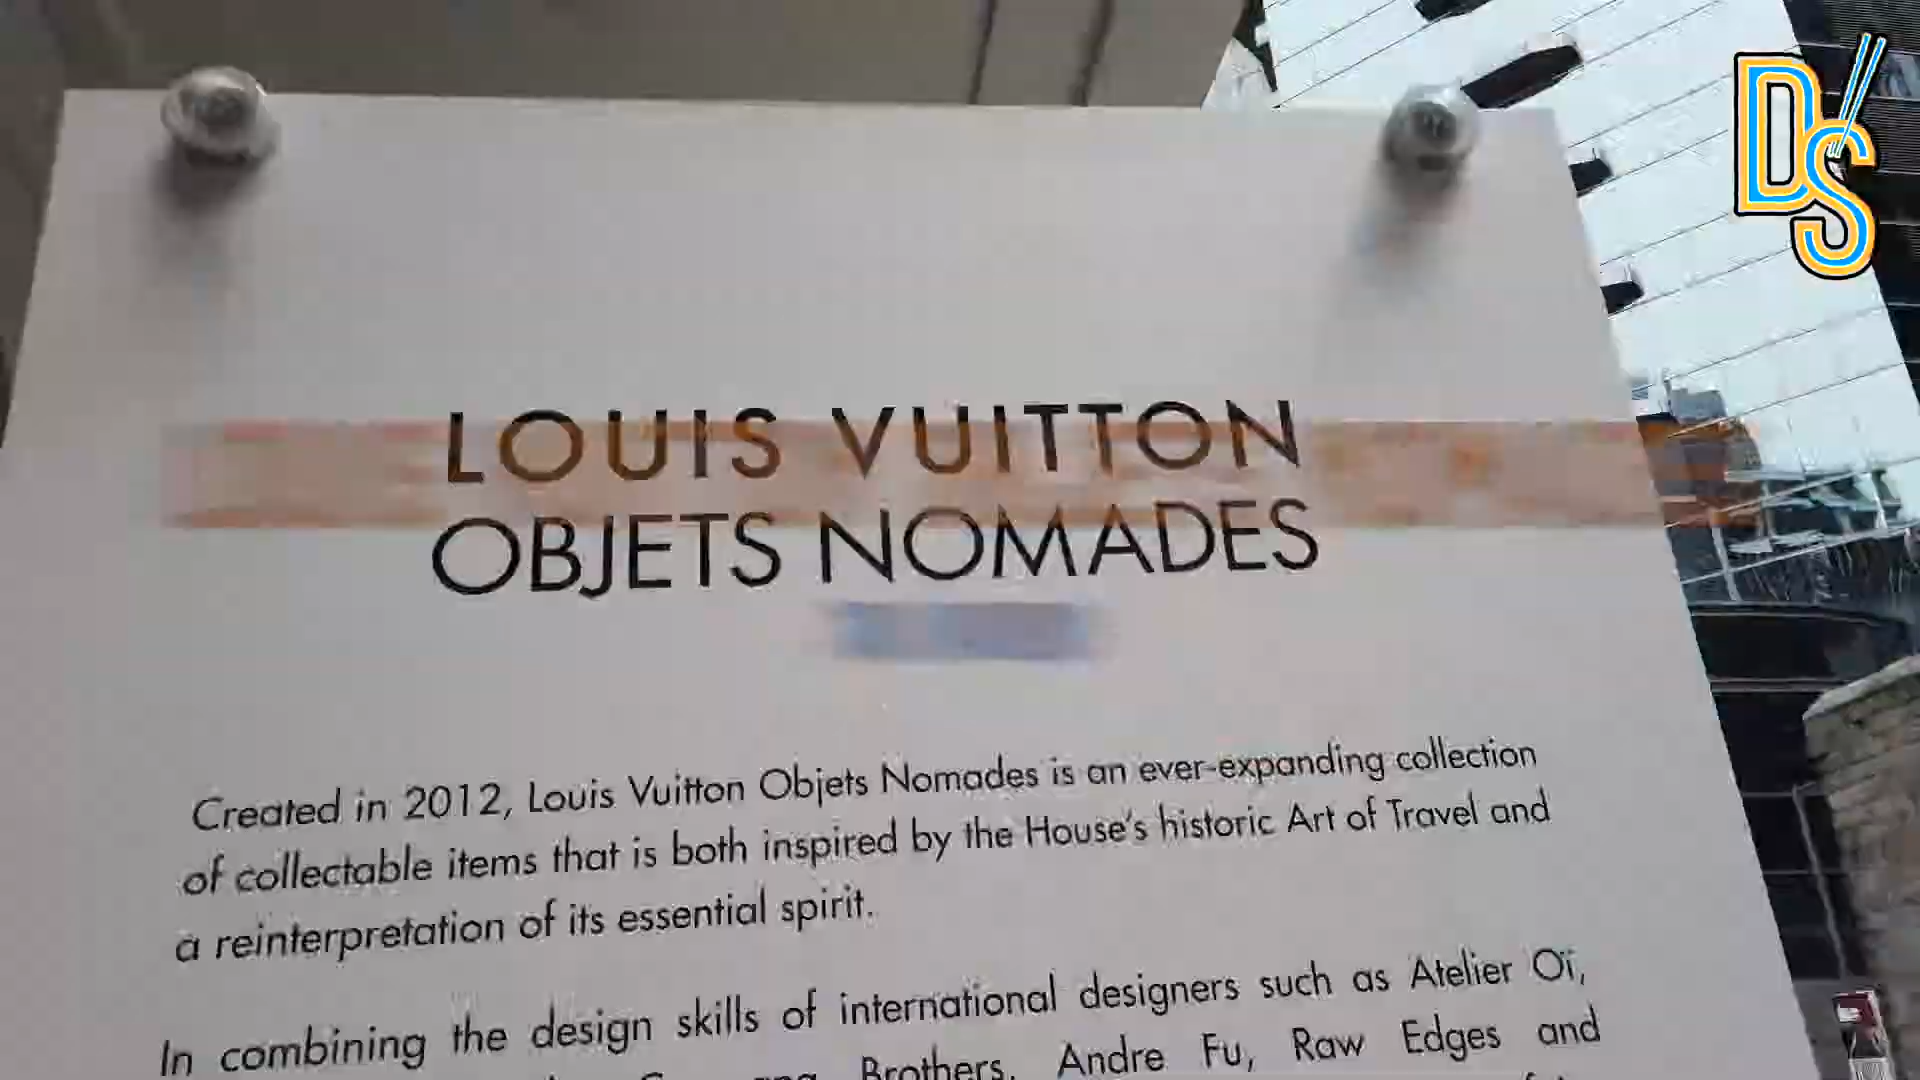 DS
LOUIS VUITTON
OBJETS NOMADES
Created in 2012, Louis Vuitton Objets Nomades is an ever-expanding collection
of collectable items that is both inspired by the House's historic Art of Travel and
a reinterpretation of its essential spirit.
In combining the design skills of international designers such as Atelier Oï,
Brothers, Andre Fu, Raw Edges and